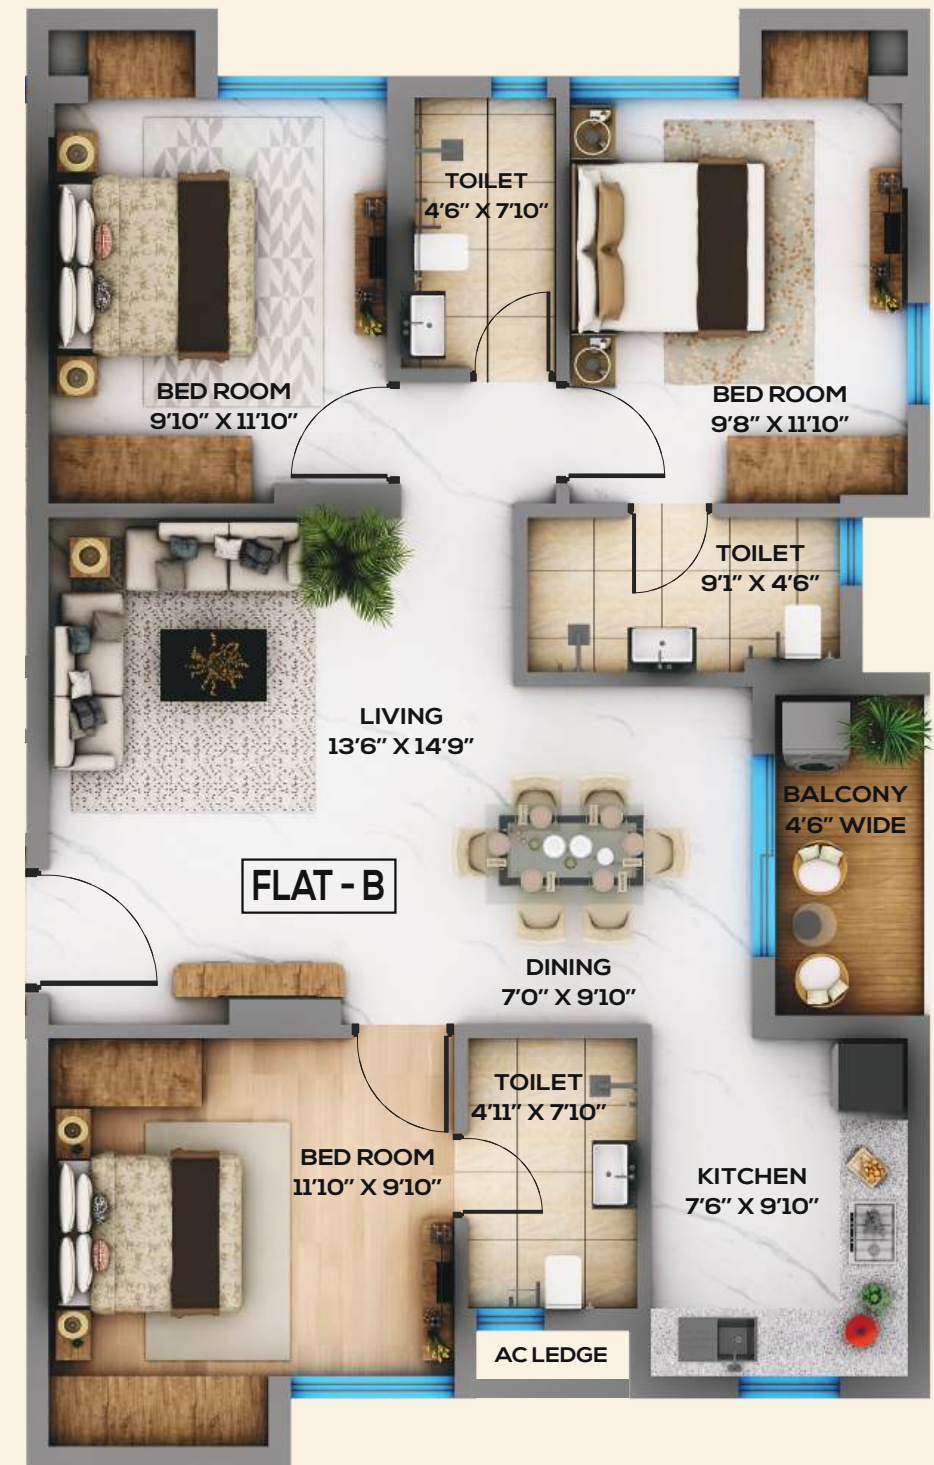 TOILET
4'6" X 7'10"
BED ROOM
9'10" X 11'10"
BED ROOM
9'8" X 11'10"
TOILET
9'1" X 4'6"
LIVING
13'6" X 14'9"
BALCONY
4'6" WIDE
FLAT - B
DINING
7'0" X 9'10"
TOILET
4'11" X 7'10"
BED ROOM
11'10" X 9'10"
KITCHEN
7'6" X 9'10"
AC LEDGE